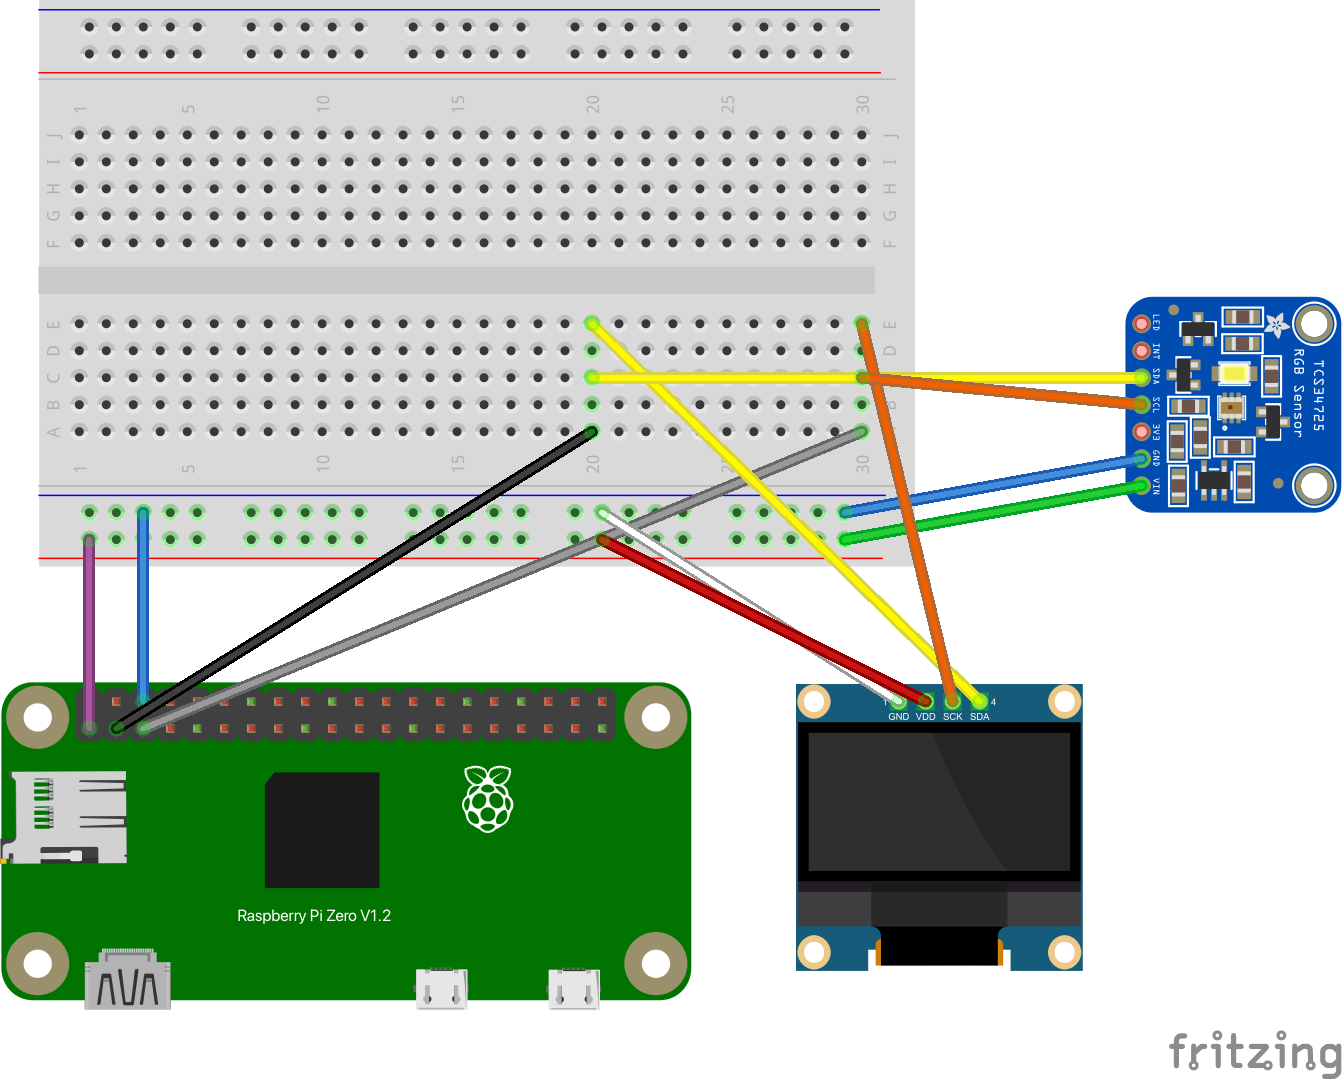 1 5 10 15 20 25 30
J J
I I
H H
G G
F F
E E
D D
C
B B
A
1 5 10 15 20 30
LED
INT
SDA
SCL
3V3
GND
VIN
TCS34725
RGB Sensor
1 4
GND VDD SCK SDA
Raspberry Pi Zero V1.2
fritzing